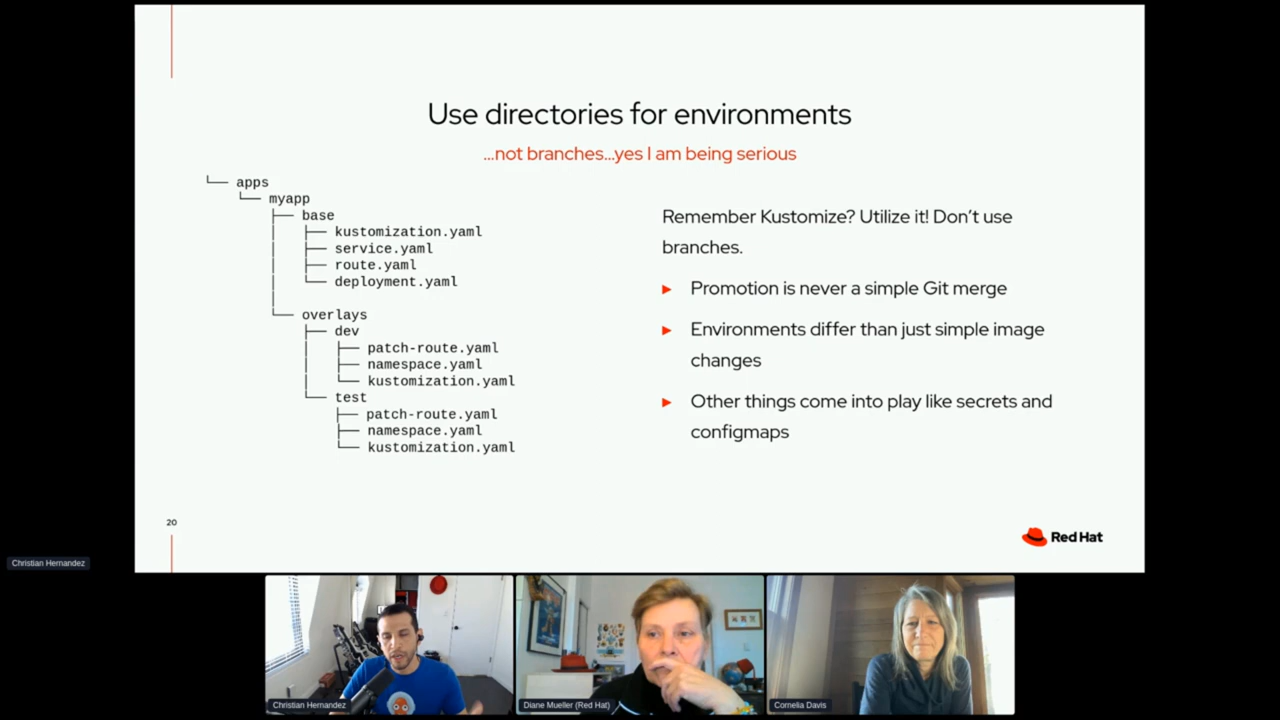 Use directories for environments
...not branches...yes I am being serious
└── apps
    └── myapp
        ├── base
        │   ├── kustomization.yaml
        │   ├── service.yaml
        │   ├── route.yaml
        │   └── deployment.yaml
        │
        └── overlays
            ├── dev
            │   ├── patch-route.yaml
            │   ├── namespace.yaml
            │   └── kustomization.yaml
            └── test
                ├── patch-route.yaml
                ├── namespace.yaml
                └── kustomization.yaml
Remember Kustomize? Utilize it! Don't use
branches.
▶ Promotion is never a simple Git merge
▶ Environments differ than just simple image
changes
▶ Other things come into play like secrets and
configmaps
20
Red Hat
Christian Hernandez
Christian Hernandez
Diane Mueller (Red Hat)
Cornelia Davis